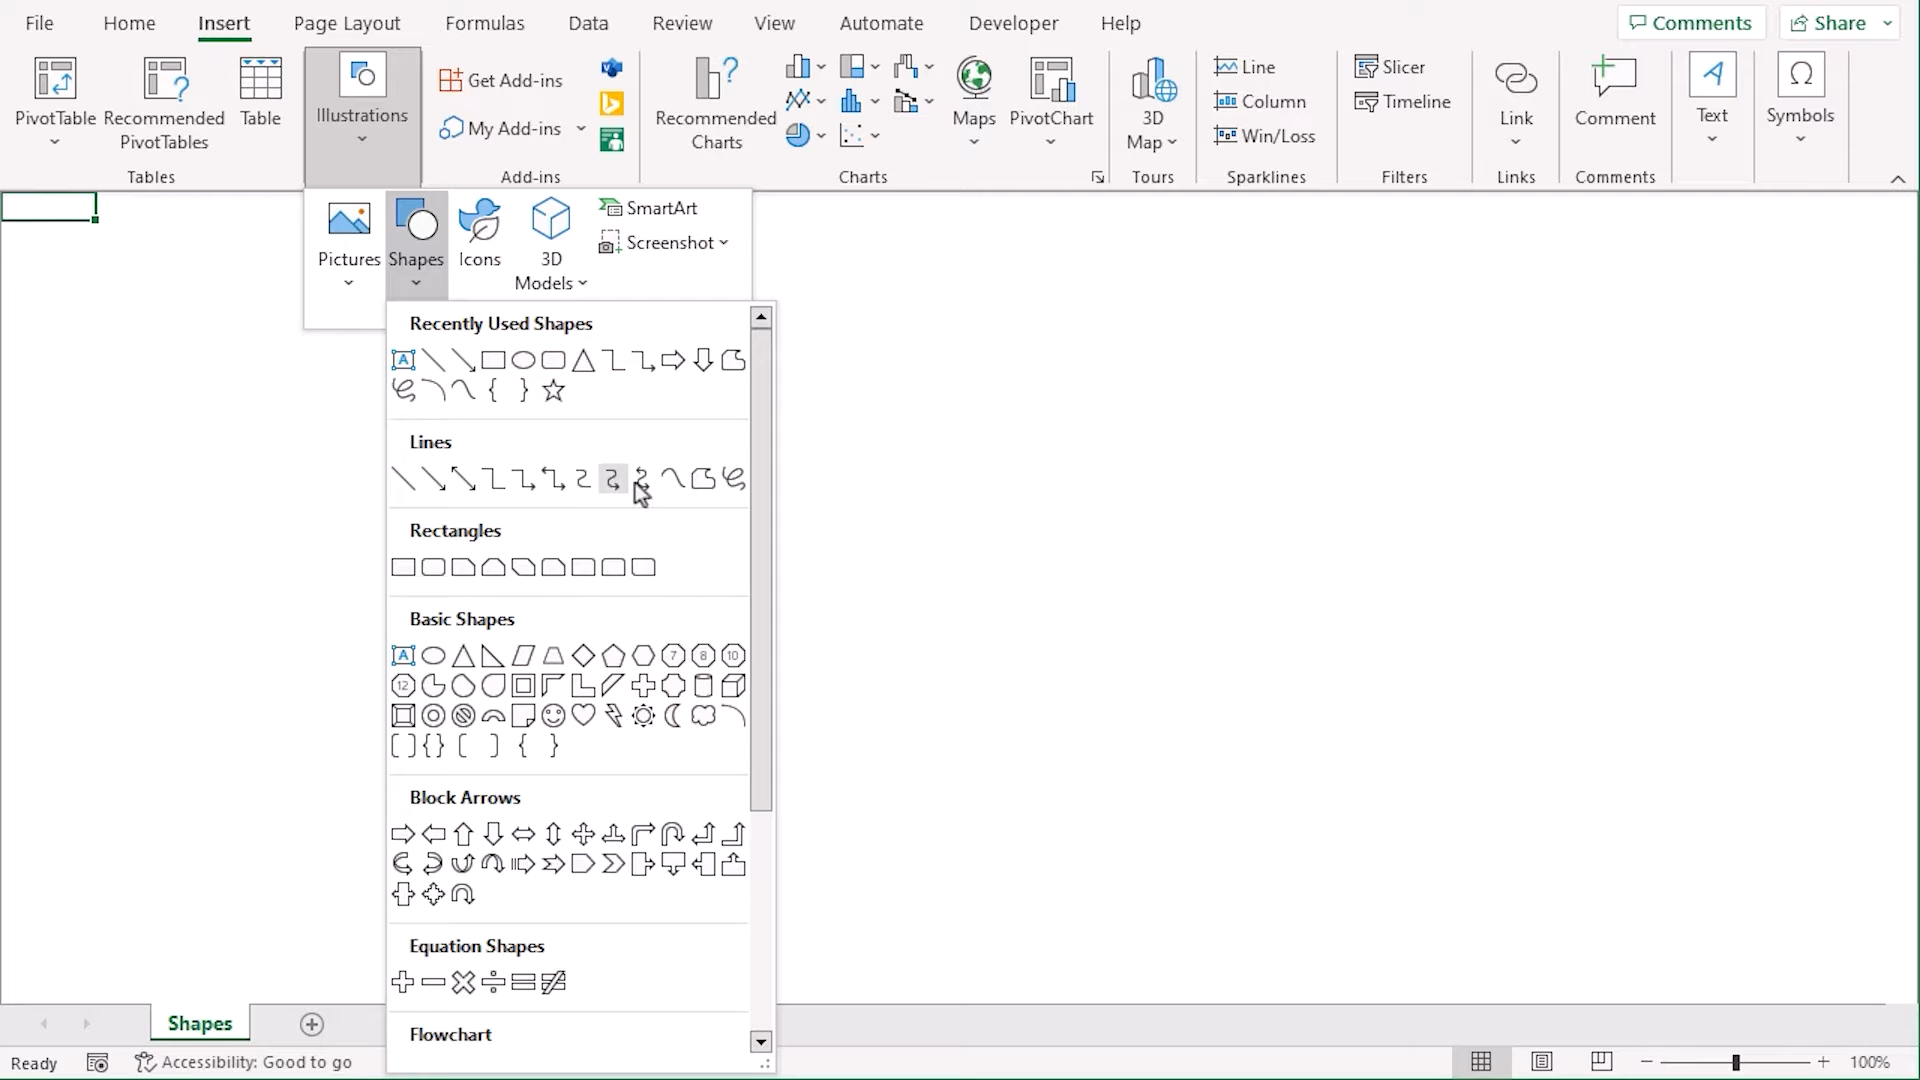 File Home Insert Page Layout Formulas Data Review View Automate Developer Help Comments Share
PivotTable
Recommended
PivotTables
Table
Tables
Illustrations
Get Add-ins
My Add-ins
Add-ins
Recommended
Charts
Maps
PivotChart
Charts
3D
Map
Tours
Line
Column
Win/Loss
Sparklines
Slicer
Timeline
Filters
Link
Links
Comment
Comments
A
Text
Ω
Symbols
Pictures
Shapes
Icons
3D
Models
SmartArt
Screenshot
Recently Used Shapes
A
Lines
Rectangles
Basic Shapes
A 7 8 10
12
Block Arrows
Equation Shapes
Flowchart
Shapes
Ready Accessibility: Good to go 100%